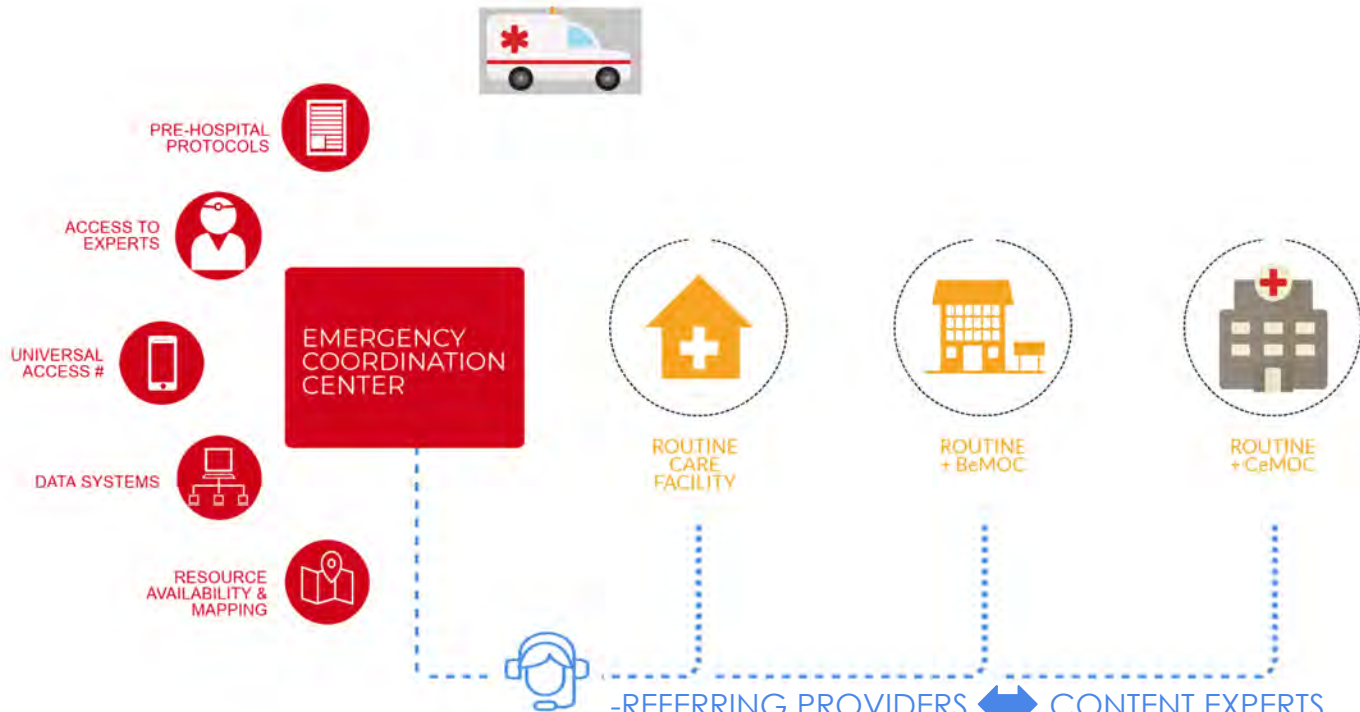 PRE-HOSPITAL
PROTOCOLS
ACCESS TO
EXPERTS
UNIVERSAL
ACCESS #
DATA SYSTEMS
RESOURCE
AVAILABILITY &
MAPPING
EMERGENCY
COORDINATION
CENTER
ROUTINE
CARE
FACILITY
ROUTINE
+ BeMOC
ROUTINE
+ CeMOC
-REFERRING PROVIDERS CONTENT EXPERTS